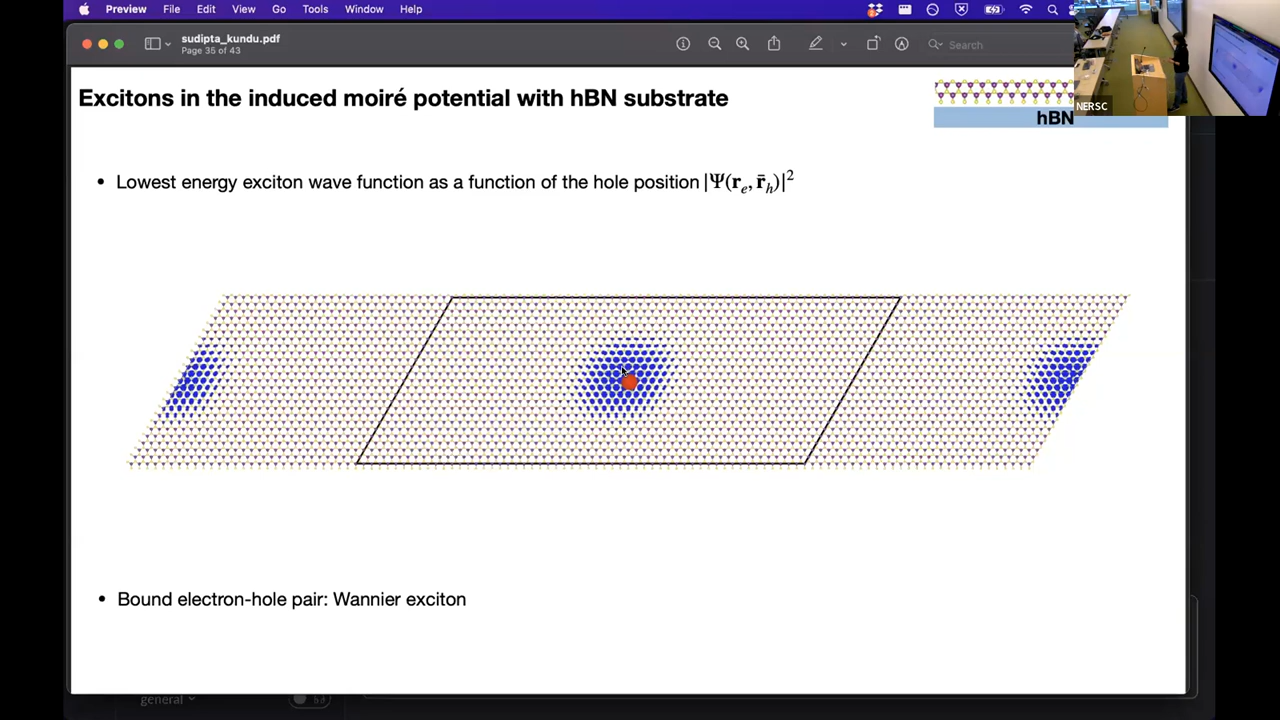 Preview File Edit View Go Tools Window Help
sudipta_kundu.pdf
Page 35 of 43
Search
NERSC
Excitons in the induced moiré potential with hBN substrate
hBN
• Lowest energy exciton wave function as a function of the hole position |Ψ(𝐫ₑ, 𝐫̄ₕ)|²
• Bound electron-hole pair: Wannier exciton
general